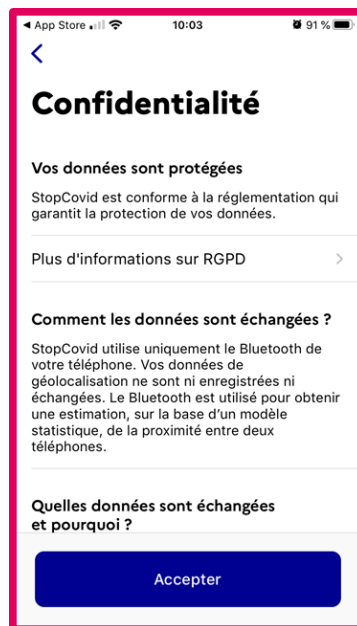 App Store 10:03 91 %
Confidentialité
Vos données sont protégées
StopCovid est conforme à la réglementation qui
garantit la protection de vos données.
Plus d'informations sur RGPD
Comment les données sont échangées ?
StopCovid utilise uniquement le Bluetooth de
votre téléphone. Vos données de
géolocalisation ne sont ni enregistrées ni
échangées. Le Bluetooth est utilisé pour obtenir
une estimation, sur la base d’un modèle
statistique, de la proximité entre deux
téléphones.
Quelles données sont échangées
et pourquoi ?
Accepter